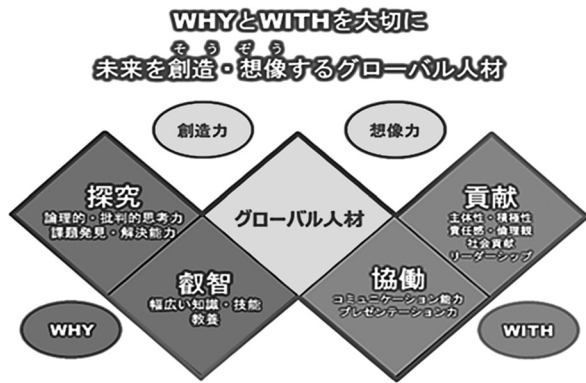 WHYとWITHを大切に
そうぞう
未来を創造・想像するグローバル人材
創造力
想像力
探究
論理的・批判的思考力
課題発見・解決能力
グローバル人材
貢献
主体性・積極性
責任感・倫理観
社会貢献
リーダーシップ
叡智
幅広い知識・技能
教養
協働
コミュニケーション能力
プレゼンテーション力
WHY
WITH